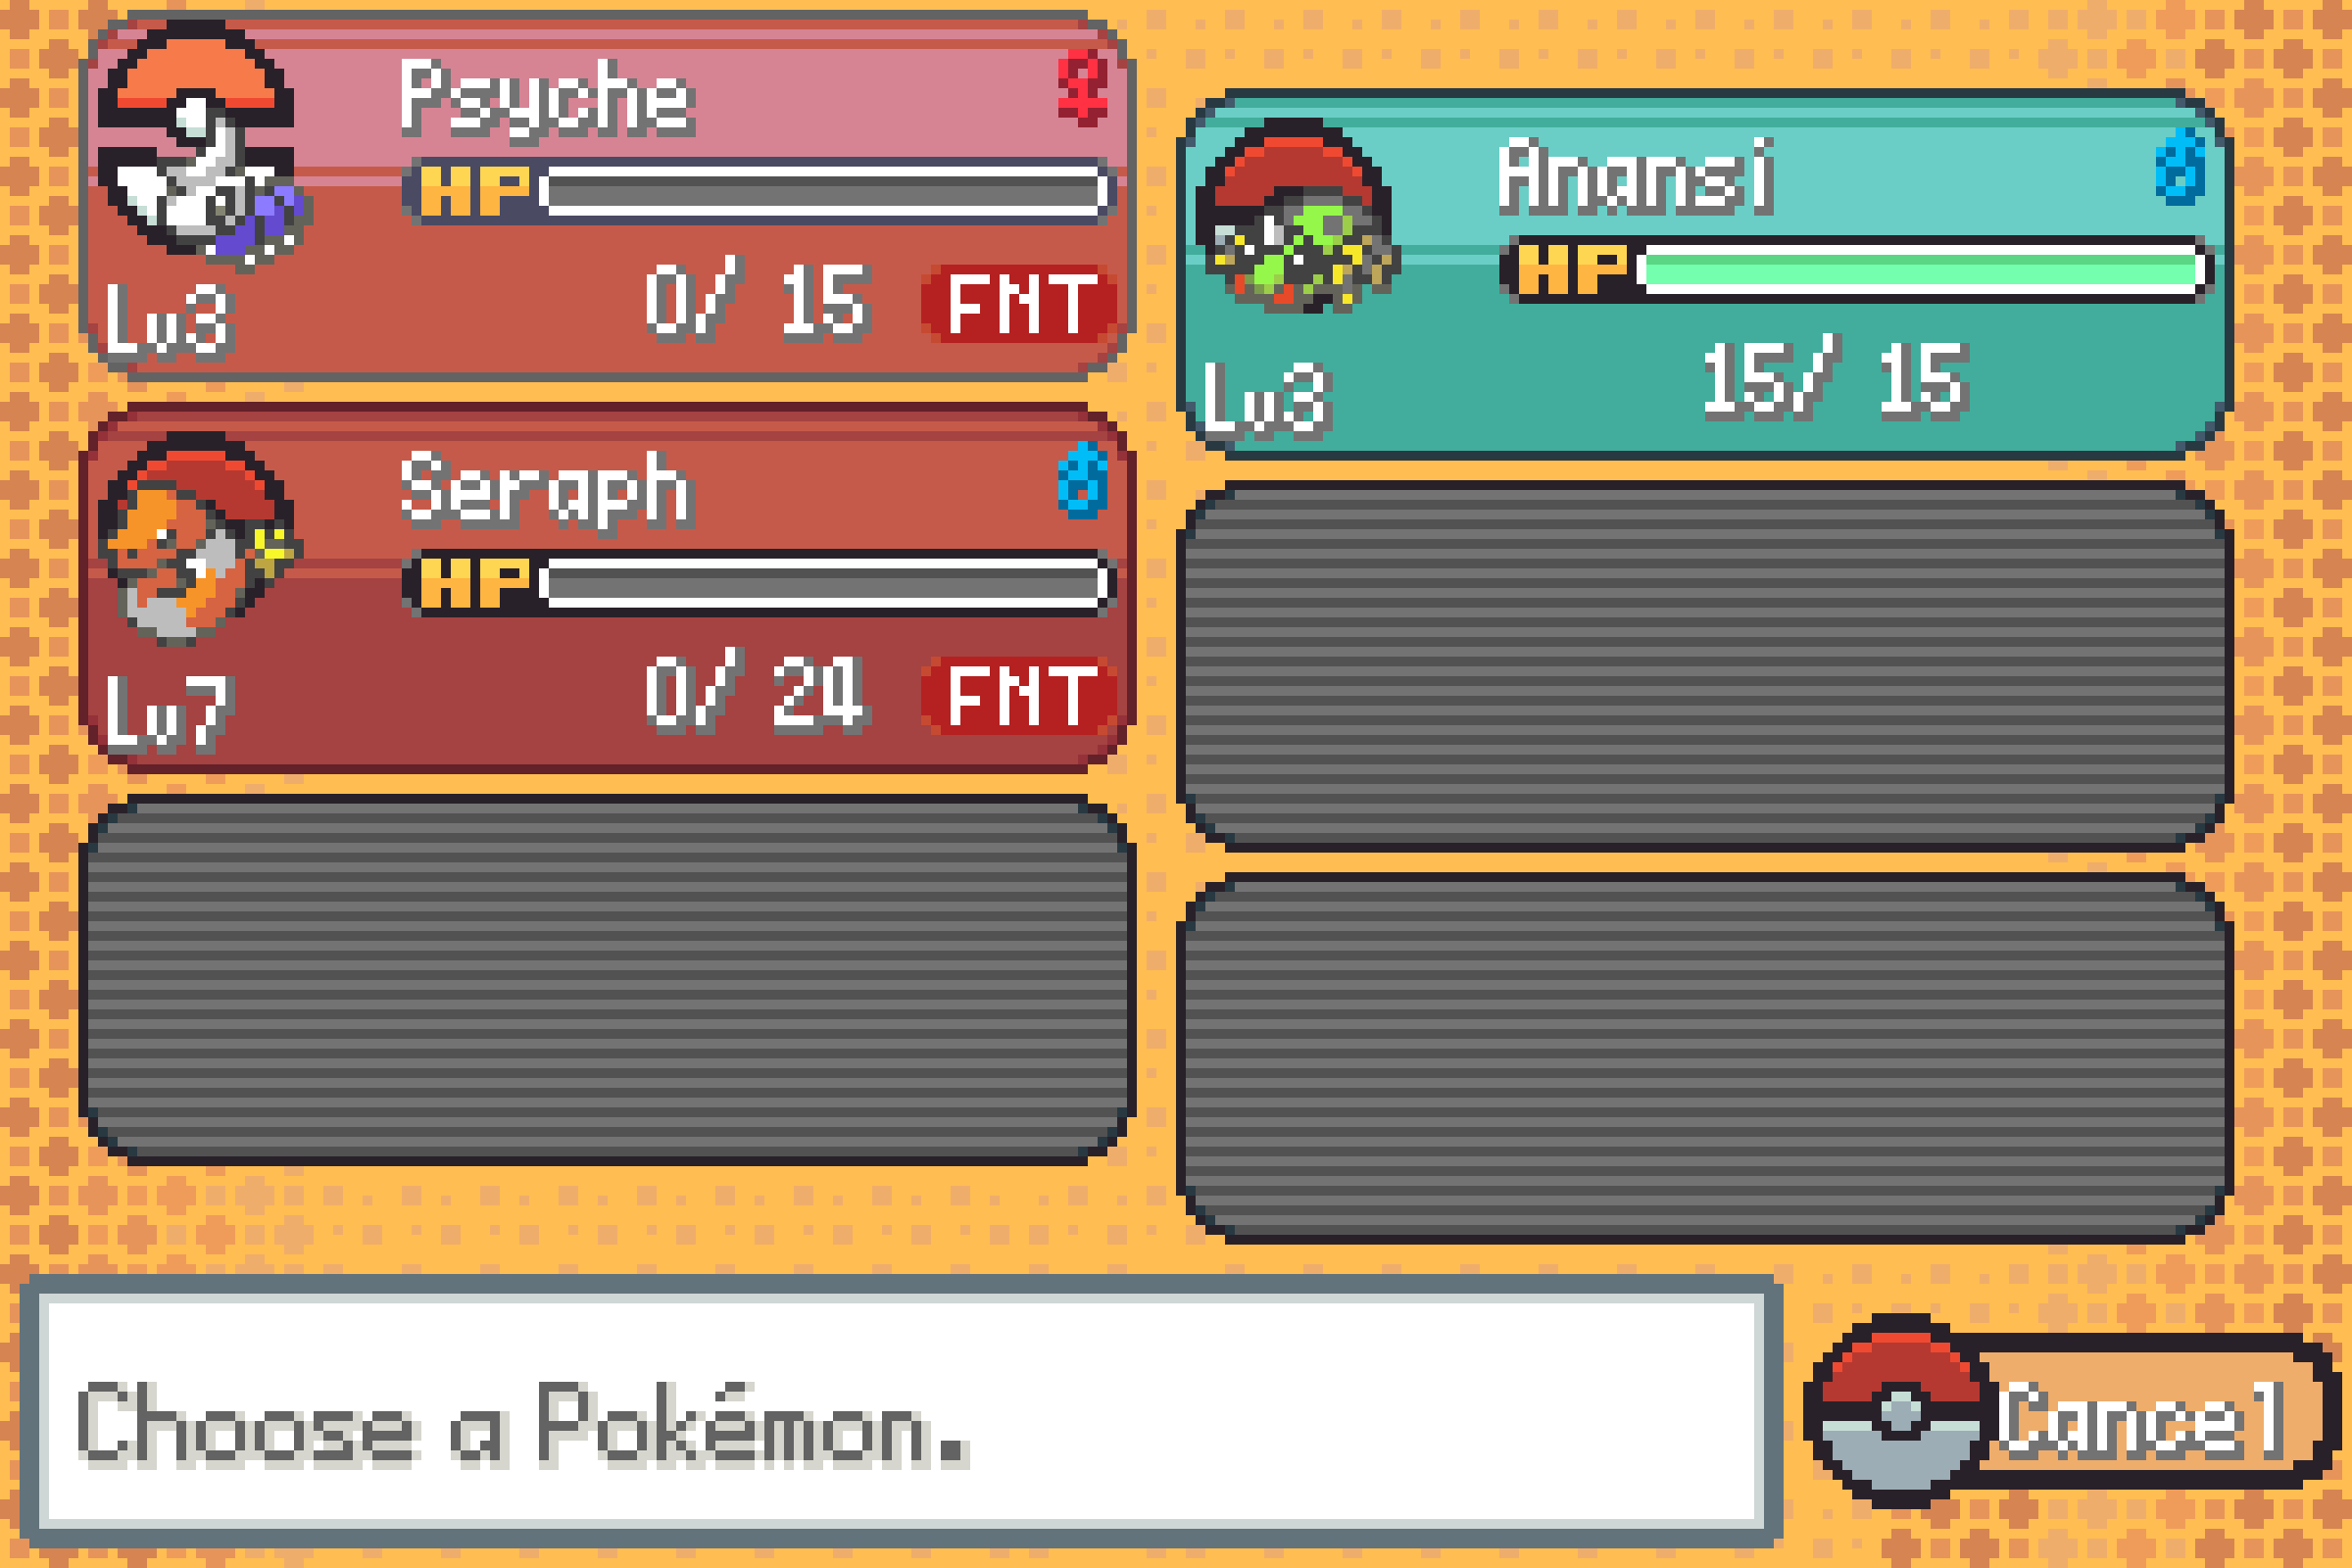 Psyche ♀
HP
Lv3 0/ 15 FNT
Anansi ♂
HP
Lv3 15/ 15
Seraph ♂
HP
Lv7 0/ 24 FNT
Choose a Pokémon.
Cancel